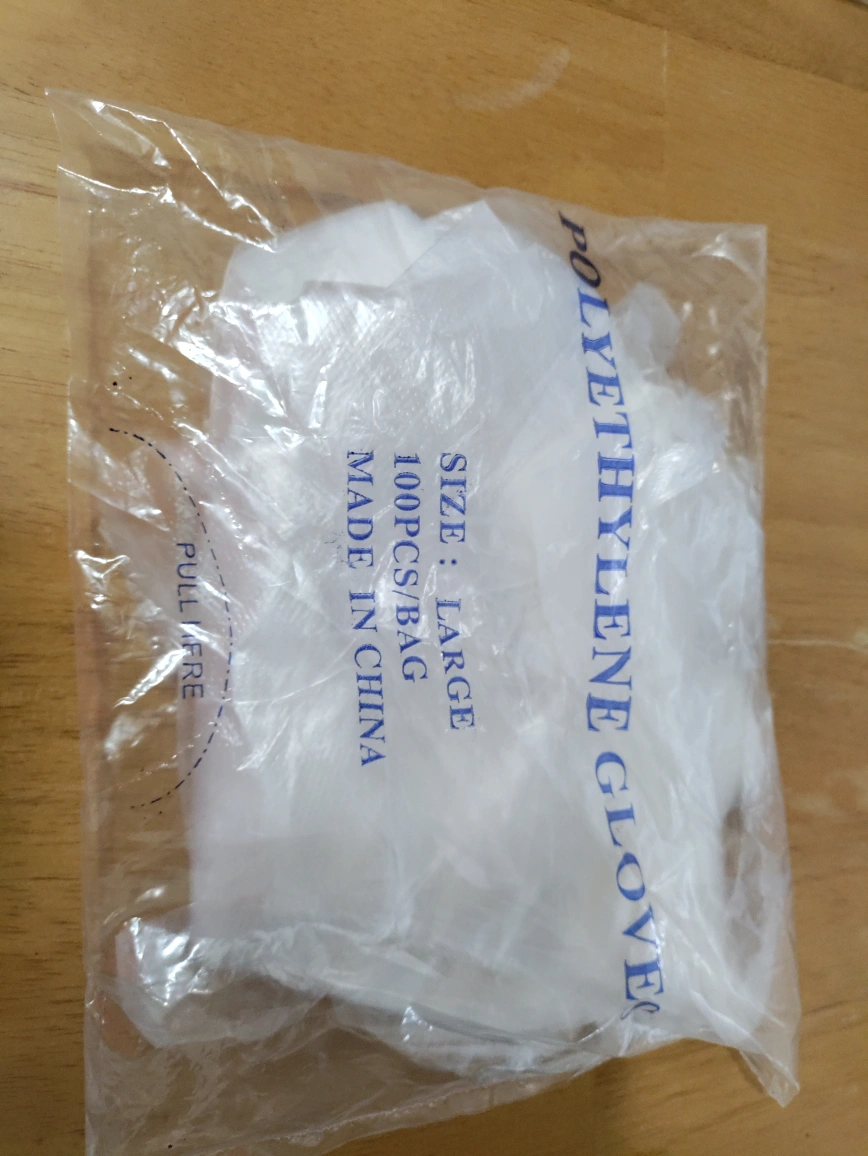 POLYETHYLENE GLOVES
SIZE : LARGE
100PCS/BAG
MADE IN CHINA
PULL HERE